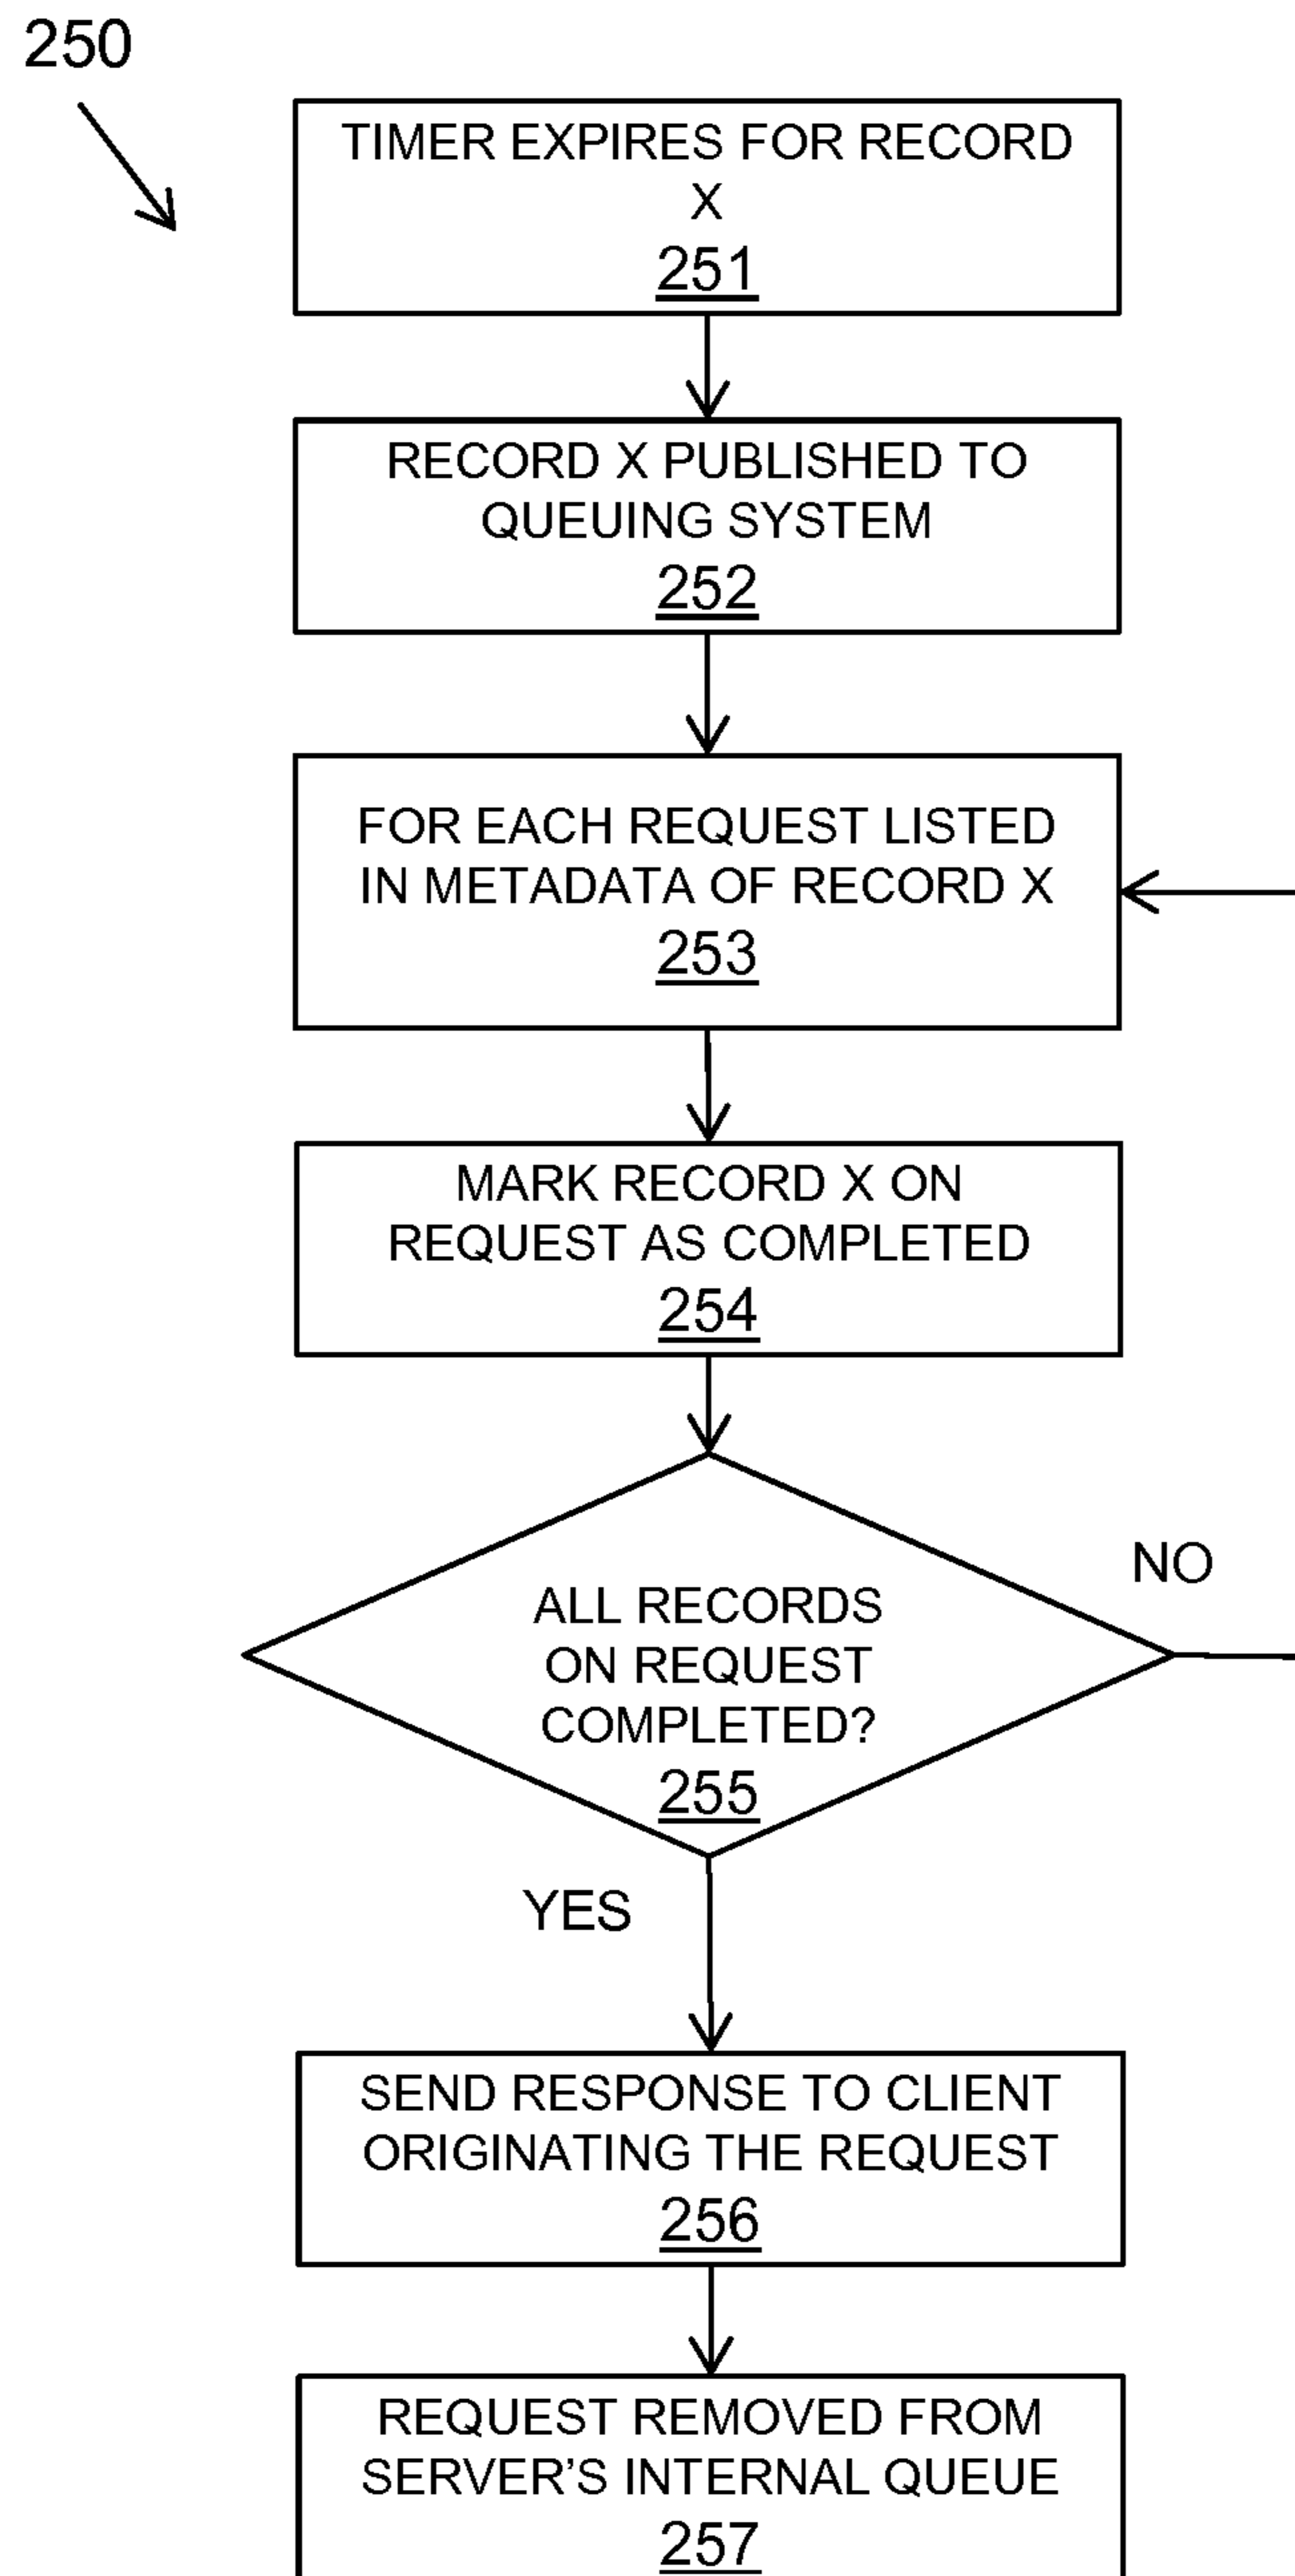 250
TIMER EXPIRES FOR RECORD
X
251
RECORD X PUBLISHED TO
QUEUING SYSTEM
252
FOR EACH REQUEST LISTED
IN METADATA OF RECORD X
253
MARK RECORD X ON
REQUEST AS COMPLETED
254
ALL RECORDS
ON REQUEST
COMPLETED?
255
NO
YES
SEND RESPONSE TO CLIENT
ORIGINATING THE REQUEST
256
REQUEST REMOVED FROM
SERVER’S INTERNAL QUEUE
257